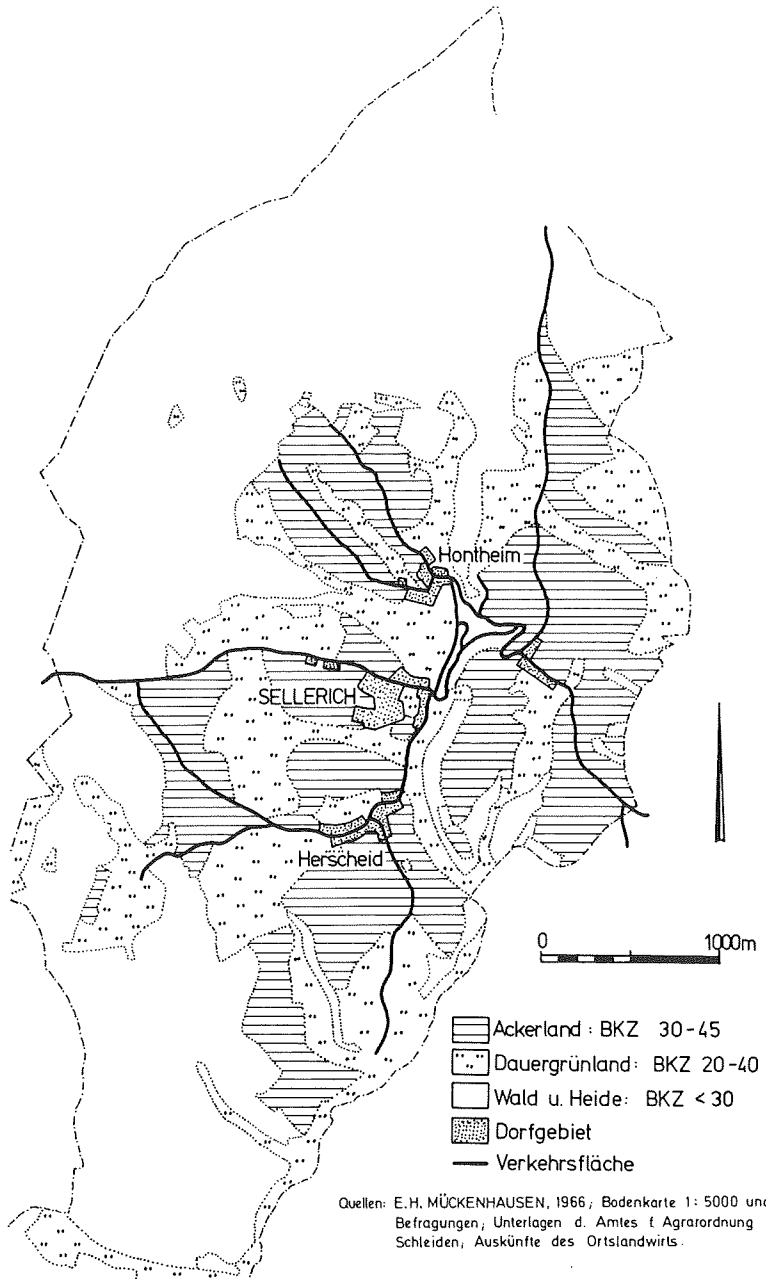 Hontheim
SELLERICH
Herscheid
0 1000m
Ackerland : BKZ 30-45
Dauergrünland: BKZ 20-40
Wald u. Heide: BKZ < 30
Dorfgebiet
Verkehrsfläche
Quellen: E.H. MÜCKENHAUSEN, 1966; Bodenkarte 1: 5000 und
Befragungen; Unterlagen d. Amtes f. Agrarordnung
Schleiden; Auskünfte des Ortslandwirts.